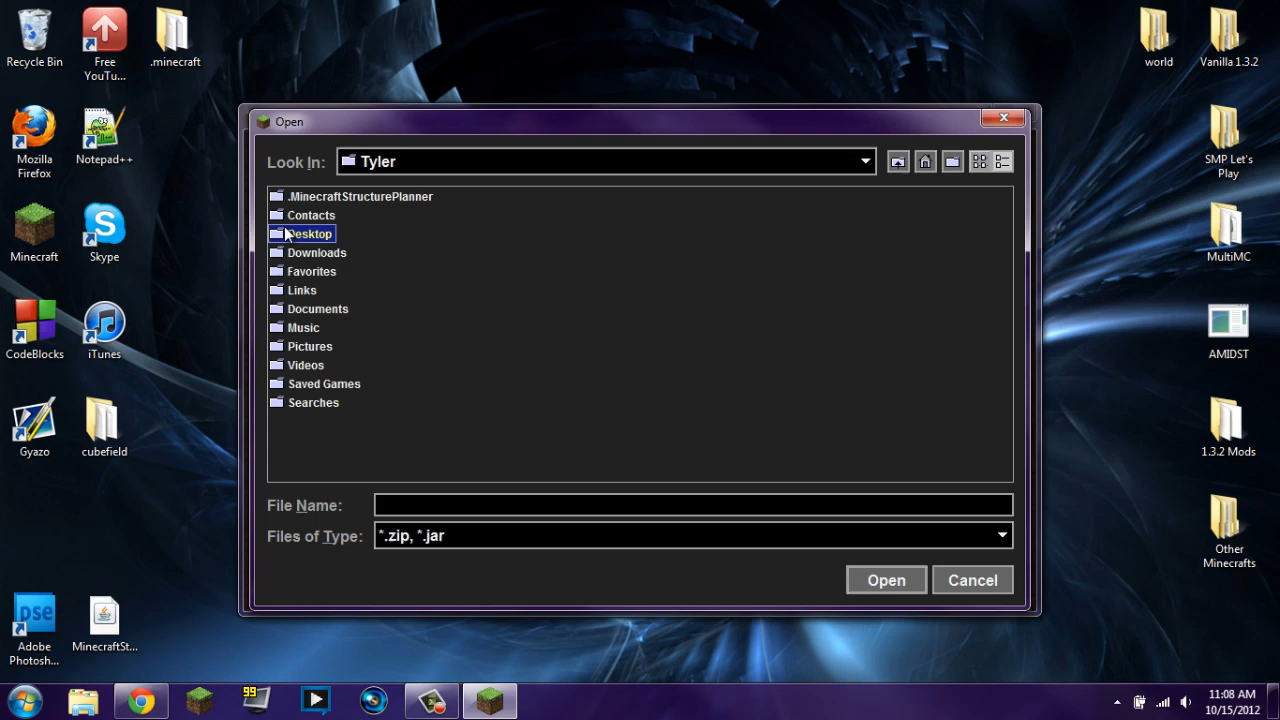 Recycle Bin
Free
YouTu...
.minecraft
Mozilla
Firefox
Notepad++
Minecraft
Skype
CodeBlocks
iTunes
Gyazo
cubefield
pse
Adobe
Photosh...
MinecraftSt...
Open
Look In:
Tyler
.MinecraftStructurePlanner
Contacts
Desktop
Downloads
Favorites
Links
Documents
Music
Pictures
Videos
Saved Games
Searches
File Name:
Files of Type:
*.zip, *.jar
Open
Cancel
world
Vanilla 1.3.2
SMP Let's
Play
MultiMC
AMIDST
1.3.2 Mods
Other
Minecrafts
99
11:08 AM
10/15/2012